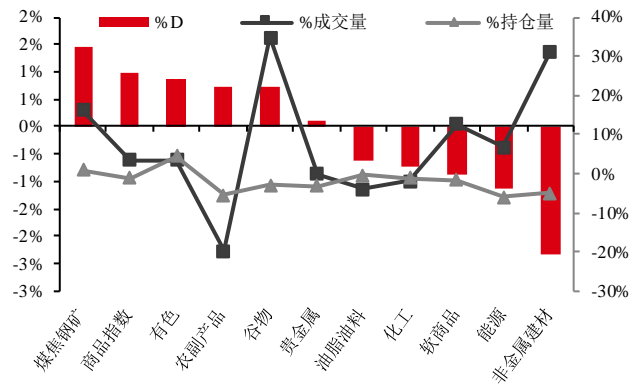 %D %成交量 %持仓量
2%
2%
1%
1%
0%
-1%
-1%
-2%
-2%
-3%
-3%
40%
30%
20%
10%
0%
-10%
-20%
-30%
煤焦钢矿
商品指数
有色
农副产品
谷物
贵金属
油脂油料
化工
软商品
能源
非金属建材